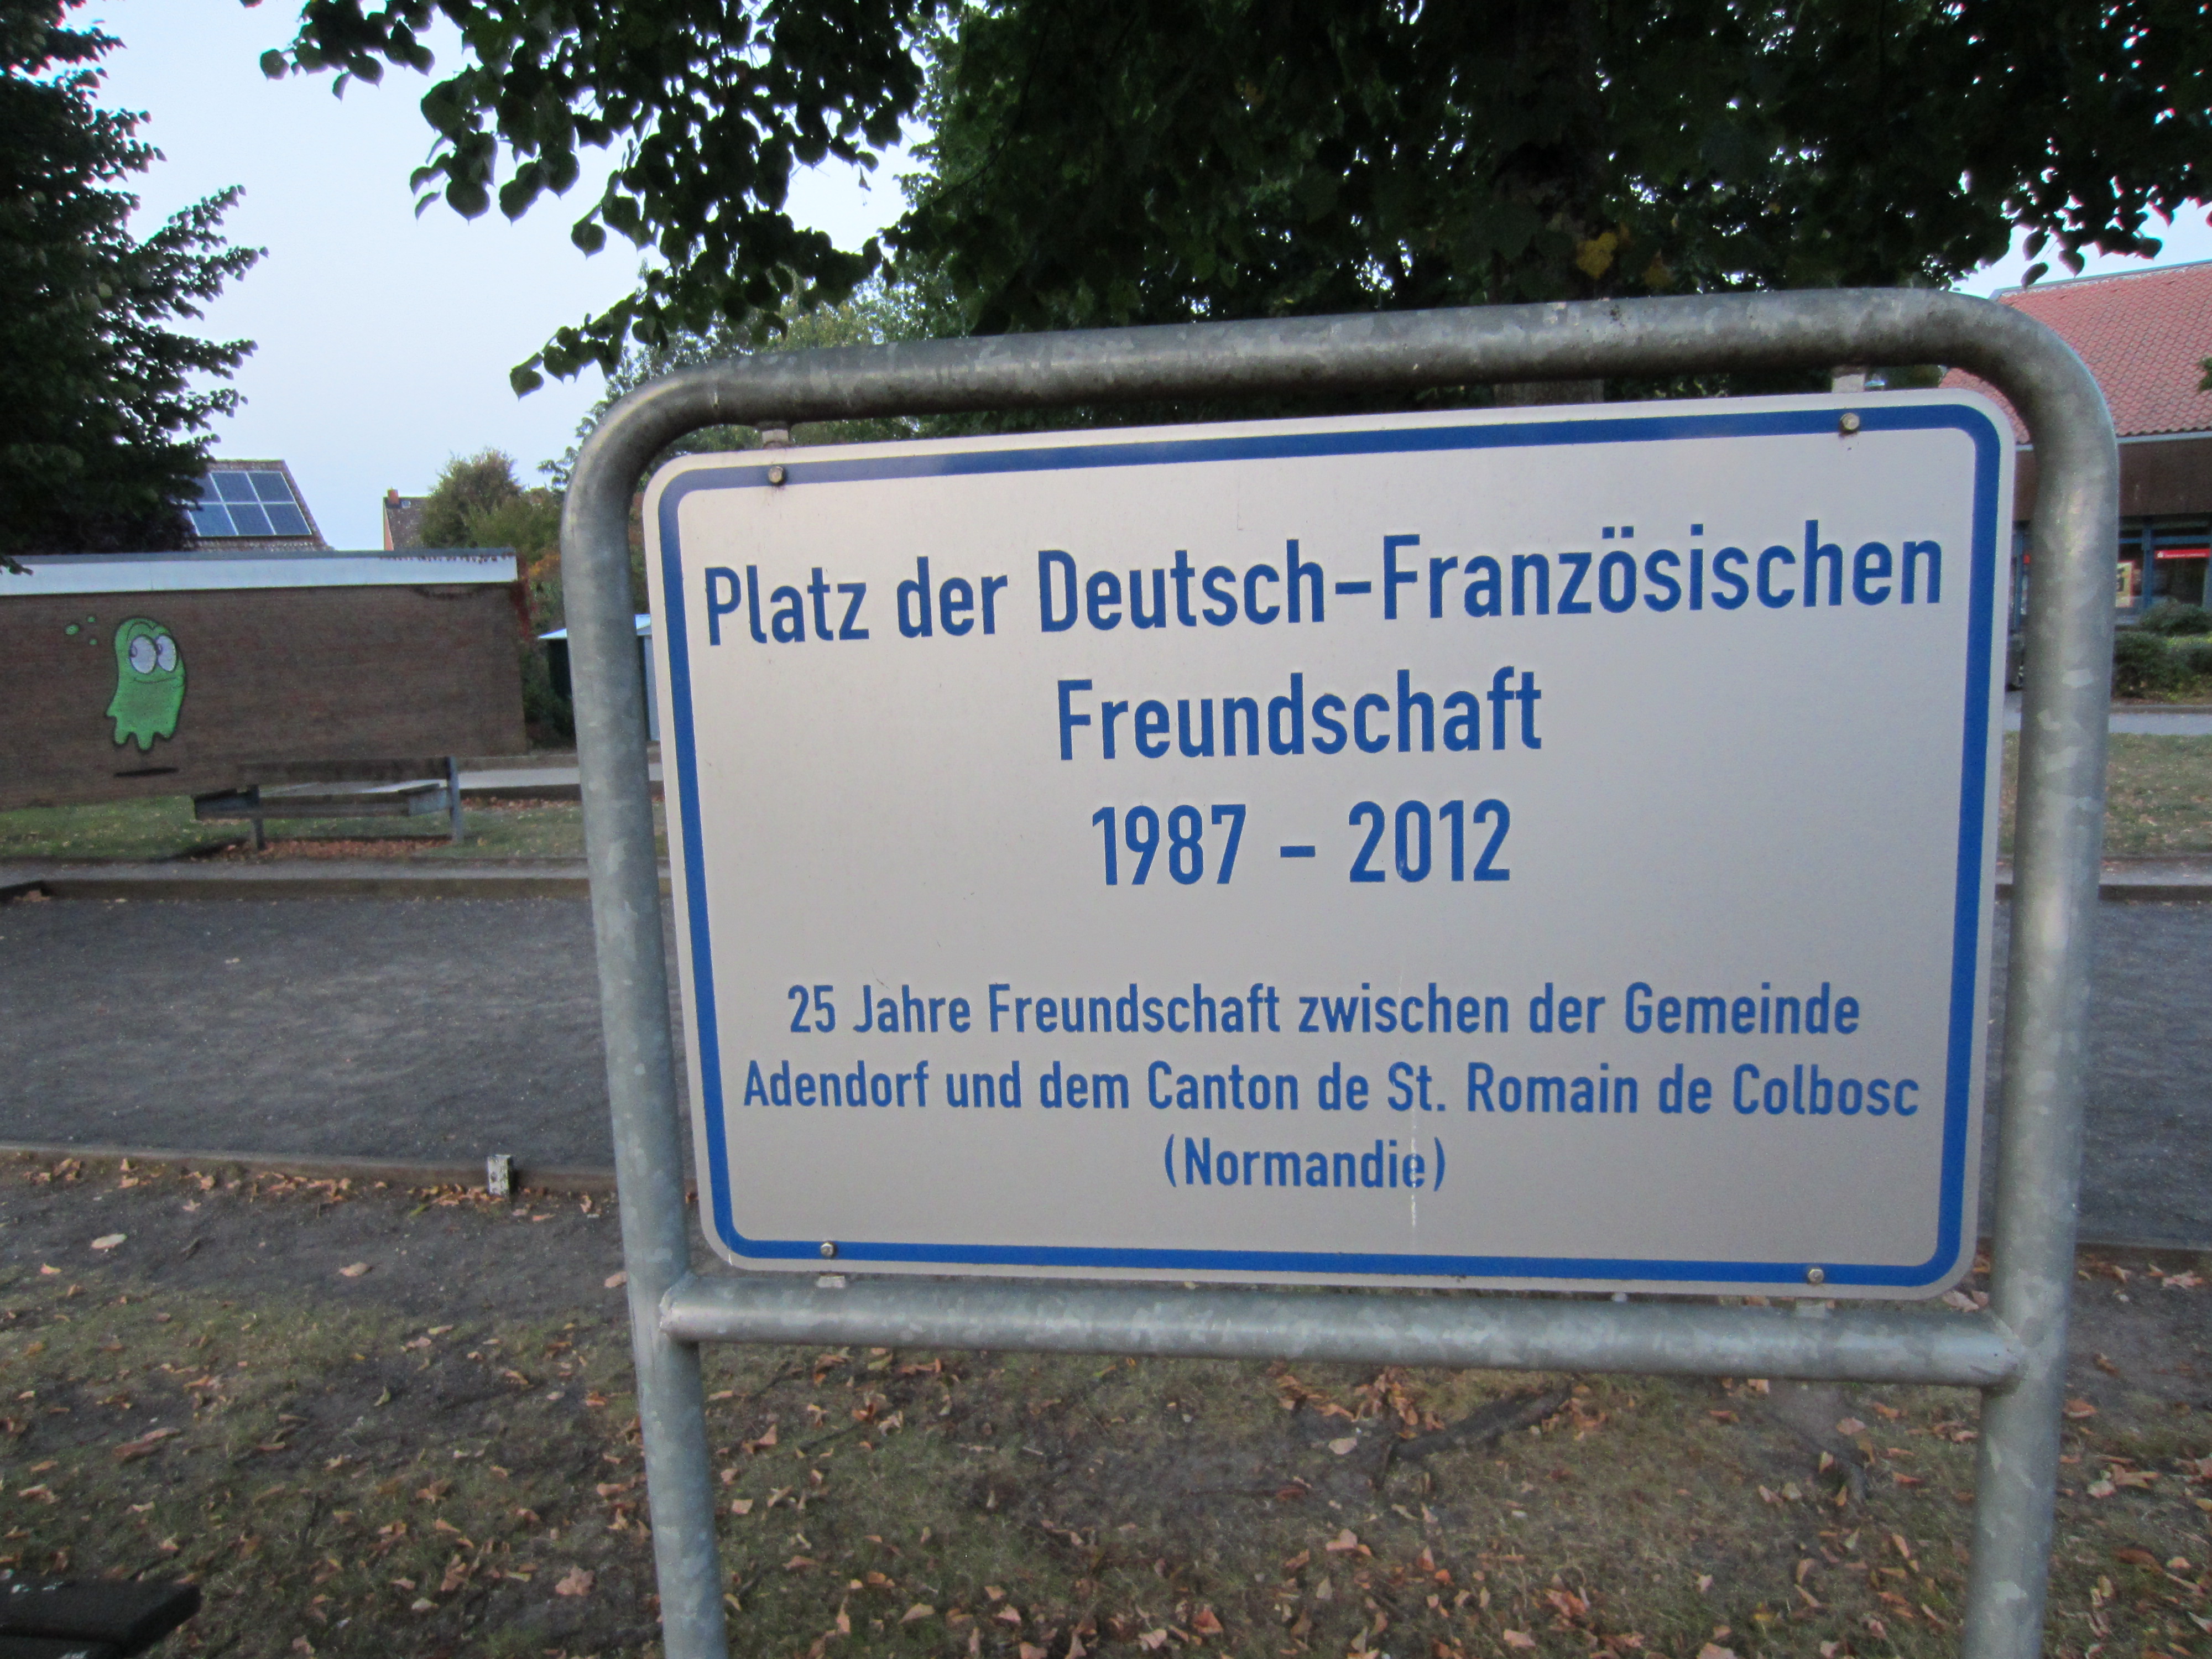 Platz der Deutsch-Französischen
Freundschaft
1987 - 2012
25 Jahre Freundschaft zwischen der Gemeinde
Adendorf und dem Canton de St. Romain de Colbosc
(Normandie)